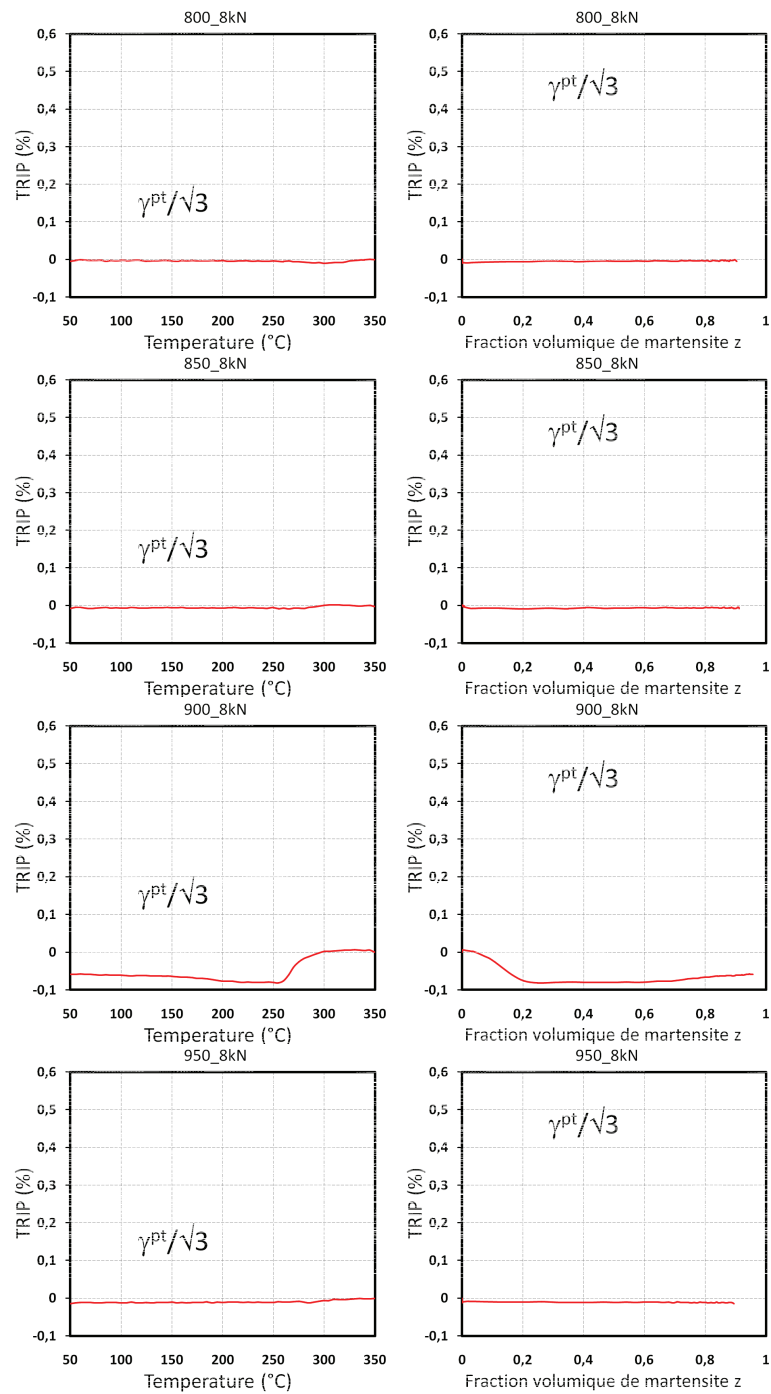 800_8kN
0,6
0,5
0,4
0,3
0,2
0,1
0
-0,1
TRIP (%)
γpt/√3
50 100 150 200 250 300 350
Temperature (°C)
800_8kN
0,6
0,5
0,4
0,3
0,2
0,1
0
-0,1
TRIP (%)
γpt/√3
0 0,2 0,4 0,6 0,8 1
Fraction volumique de martensite z
850_8kN
0,6
0,5
0,4
0,3
0,2
0,1
0
-0,1
TRIP (%)
γpt/√3
50 100 150 200 250 300 350
Temperature (°C)
850_8kN
0,6
0,5
0,4
0,3
0,2
0,1
0
-0,1
TRIP (%)
γpt/√3
0 0,2 0,4 0,6 0,8 1
Fraction volumique de martensite z
900_8kN
0,6
0,5
0,4
0,3
0,2
0,1
0
-0,1
TRIP (%)
γpt/√3
50 100 150 200 250 300 350
Temperature (°C)
900_8kN
0,6
0,5
0,4
0,3
0,2
0,1
0
-0,1
TRIP (%)
γpt/√3
0 0,2 0,4 0,6 0,8 1
Fraction volumique de martensite z
950_8kN
0,6
0,5
0,4
0,3
0,2
0,1
0
-0,1
TRIP (%)
γpt/√3
50 100 150 200 250 300 350
Temperature (°C)
950_8kN
0,6
0,5
0,4
0,3
0,2
0,1
0
-0,1
TRIP (%)
γpt/√3
0 0,2 0,4 0,6 0,8 1
Fraction volumique de martensite z